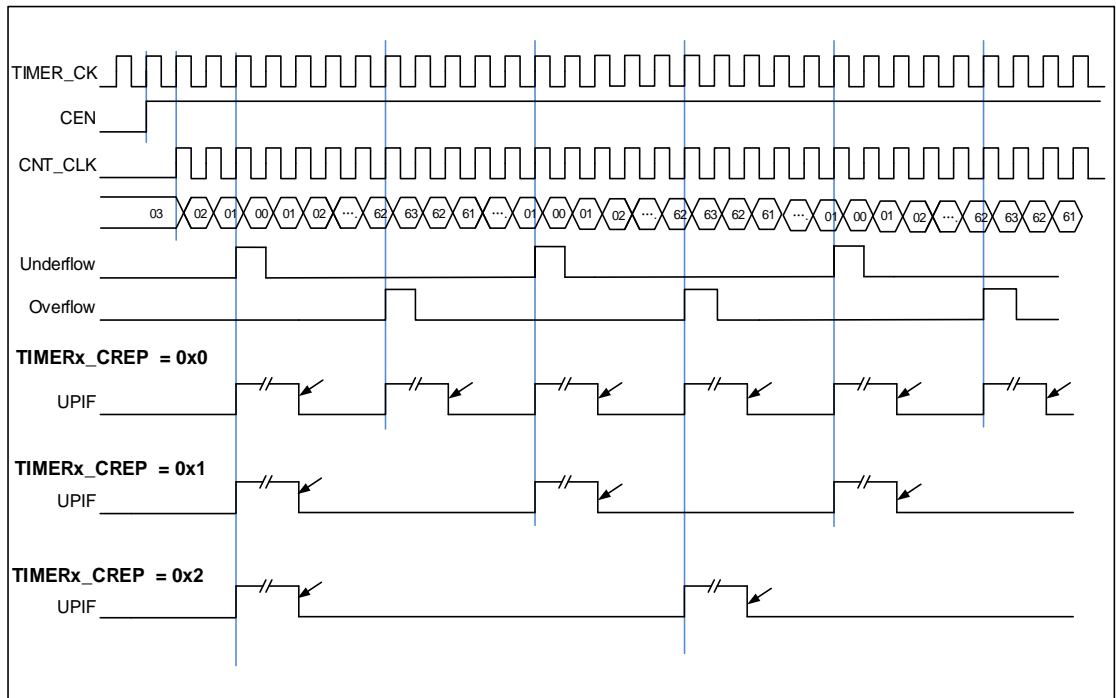 TIMER_CK
CEN
CNT_CLK
03 02 01 00 01 02 .... 62 63 62 61 .... 01 00 01 02 .... 62 63 62 61 .... 01 00 01 02 .... 62 63 62 61
Underflow
Overflow
TIMERx_CREP = 0x0
UPIF
TIMERx_CREP = 0x1
UPIF
TIMERx_CREP = 0x2
UPIF